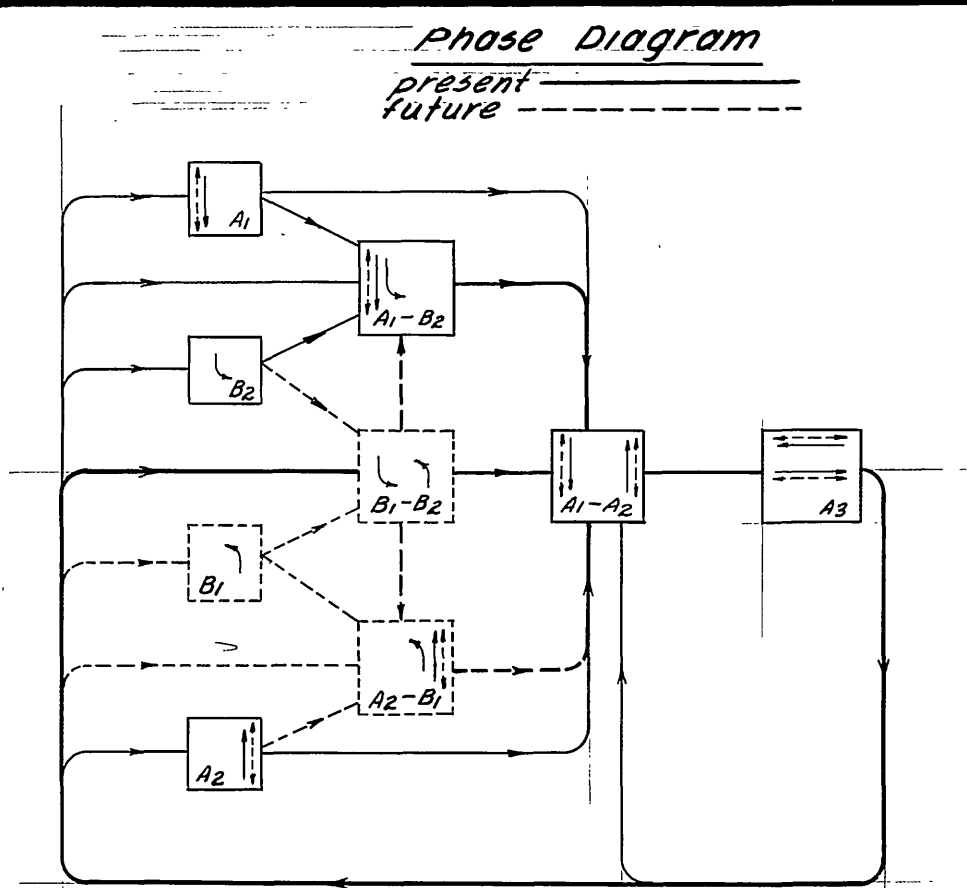 Phase Diagram
present
future
A1
A1-B2
B2
B1-B2
A1-A2
A3
B1
A2-B1
A2